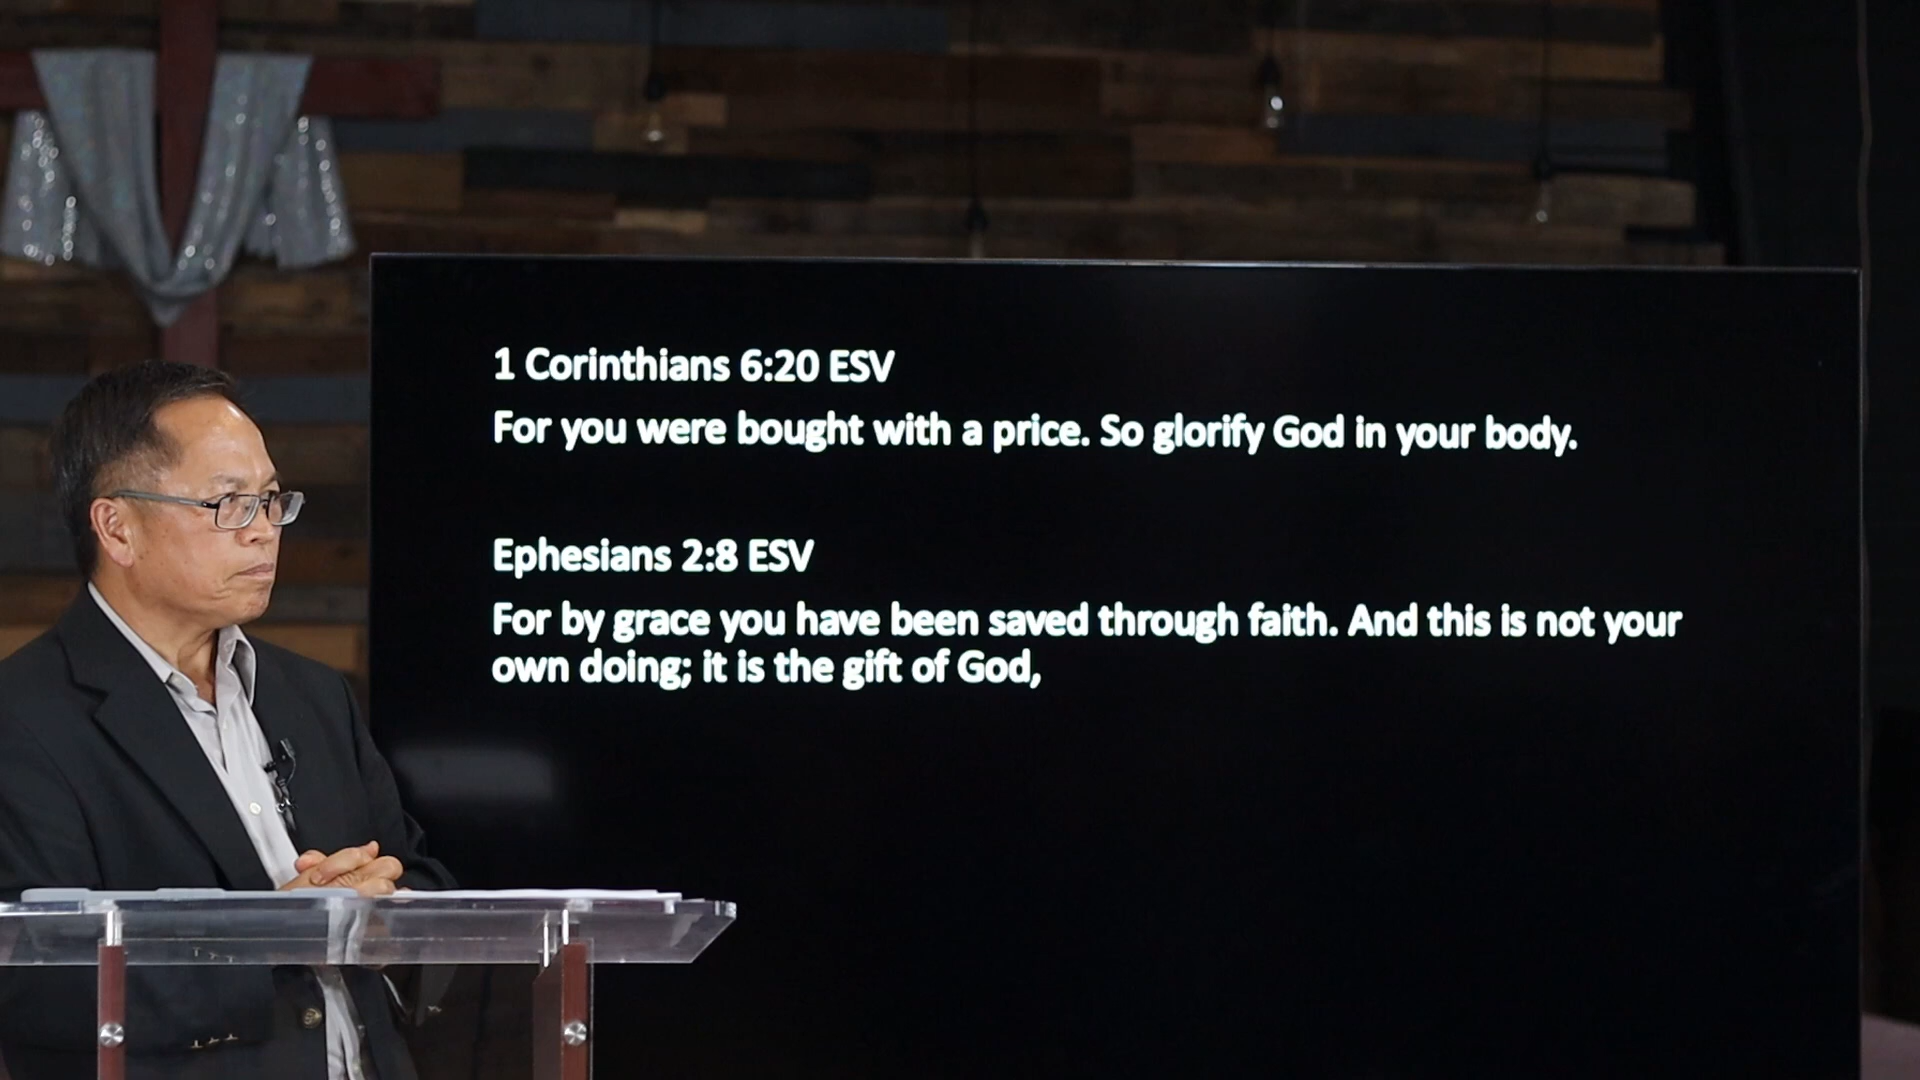 1 Corinthians 6:20 ESV
For you were bought with a price. So glorify God in your body.
Ephesians 2:8 ESV
For by grace you have been saved through faith. And this is not your
own doing; it is the gift of God,